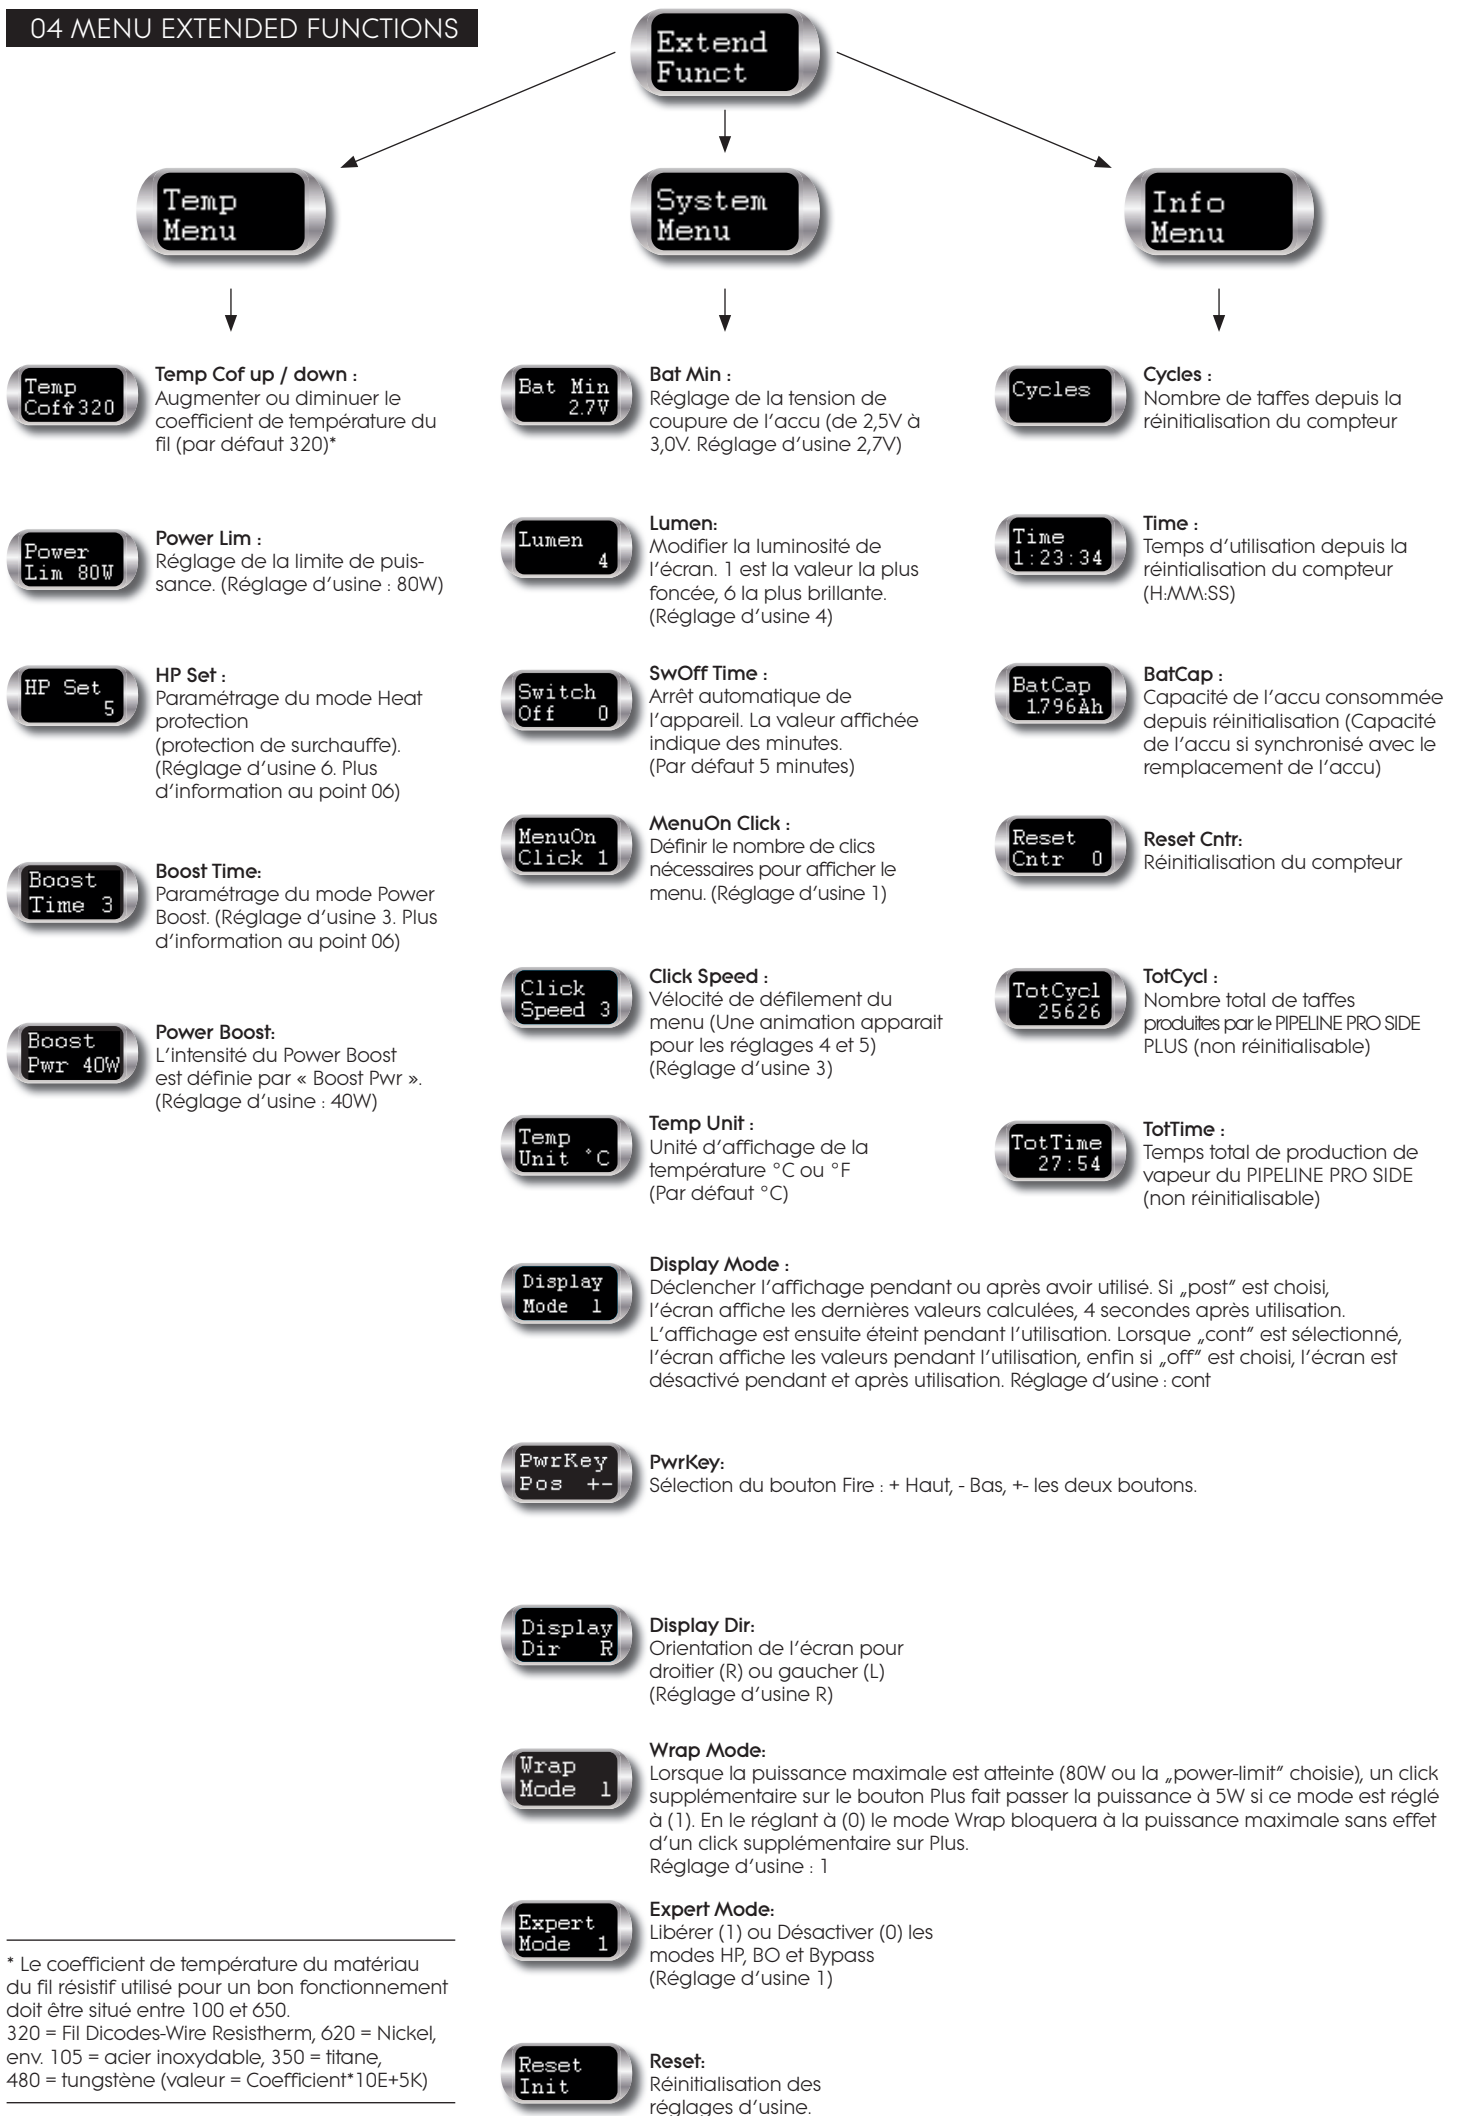 04 MENU EXTENDED FUNCTIONS
Extend
Funct
Temp
Menu
System
Menu
Info
Menu
Temp
Cof⇧320
Temp Cof up / down :
Augmenter ou diminuer le
coefficient de température du
fil (par défaut 320)*
Power
Lim 80W
Power Lim :
Réglage de la limite de puis-
sance. (Réglage d'usine : 80W)
HP Set
5
HP Set :
Paramétrage du mode Heat
protection
(protection de surchauffe).
(Réglage d'usine 6. Plus
d'information au point 06)
Boost
Time 3
Boost Time:
Paramétrage du mode Power
Boost. (Réglage d'usine 3. Plus
d'information au point 06)
Boost
Pwr 40W
Power Boost:
L'intensité du Power Boost
est définie par « Boost Pwr ».
(Réglage d'usine : 40W)
Bat Min
2.7V
Bat Min :
Réglage de la tension de
coupure de l'accu (de 2,5V à
3,0V. Réglage d'usine 2,7V)
Lumen
4
Lumen:
Modifier la luminosité de
l'écran. 1 est la valeur la plus
foncée, 6 la plus brillante.
(Réglage d'usine 4)
Switch
Off 0
SwOff Time :
Arrêt automatique de
l'appareil. La valeur affichée
indique des minutes.
(Par défaut 5 minutes)
MenuOn
Click 1
MenuOn Click :
Définir le nombre de clics
nécessaires pour afficher le
menu. (Réglage d'usine 1)
Click
Speed 3
Click Speed :
Vélocité de défilement du
menu (Une animation apparait
pour les réglages 4 et 5)
(Réglage d'usine 3)
Temp
Unit °C
Temp Unit :
Unité d'affichage de la
température °C ou °F
(Par défaut °C)
Display
Mode 1
Display Mode :
Déclencher l'affichage pendant ou après avoir utilisé. Si „post" est choisi,
l'écran affiche les dernières valeurs calculées, 4 secondes après utilisation.
L'affichage est ensuite éteint pendant l'utilisation. Lorsque „cont" est sélectionné,
l'écran affiche les valeurs pendant l'utilisation, enfin si „off" est choisi, l'écran est
désactivé pendant et après utilisation. Réglage d'usine : cont
PwrKey
Pos +-
PwrKey:
Sélection du bouton Fire : + Haut, - Bas, +- les deux boutons.
Display
Dir R
Display Dir:
Orientation de l'écran pour
droitier (R) ou gaucher (L)
(Réglage d'usine R)
Wrap
Mode 1
Wrap Mode:
Lorsque la puissance maximale est atteinte (80W ou la „power-limit" choisie), un click
supplémentaire sur le bouton Plus fait passer la puissance à 5W si ce mode est réglé
à (1). En le réglant à (0) le mode Wrap bloquera à la puissance maximale sans effet
d'un click supplémentaire sur Plus.
Réglage d'usine : 1
Expert
Mode 1
Expert Mode:
Libérer (1) ou Désactiver (0) les
modes HP, BO et Bypass
(Réglage d'usine 1)
Reset
Init
Reset:
Réinitialisation des
réglages d'usine.
Cycles
Cycles :
Nombre de taffes depuis la
réinitialisation du compteur
Time
1:23:34
Time :
Temps d'utilisation depuis la
réintialisation du compteur
(H:MM:SS)
BatCap
1.796Ah
BatCap :
Capacité de l'accu consommée
depuis réinitialisation (Capacité
de l'accu si synchronisé avec le
remplacement de l'accu)
Reset
Cntr 0
Reset Cntr:
Réinitialisation du compteur
TotCycl
25626
TotCycl :
Nombre total de taffes
produites par le PIPELINE PRO SIDE
PLUS (non réinitialisable)
TotTime
27:54
TotTime :
Temps total de production de
vapeur du PIPELINE PRO SIDE
(non réinitialisable)
* Le coefficient de température du matériau
du fil résistif utilisé pour un bon fonctionnement
doit être situé entre 100 et 650.
320 = Fil Dicodes-Wire Resistherm, 620 = Nickel,
env. 105 = acier inoxydable, 350 = titane,
480 = tungstène (valeur = Coefficient*10E+5K)